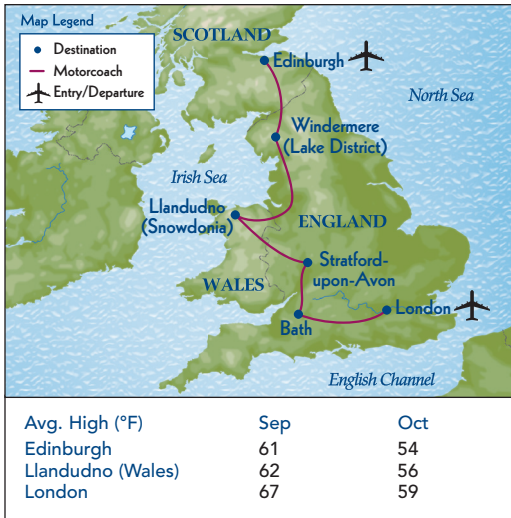 Map Legend
Destination
Motorcoach
Entry/Departure
SCOTLAND
Edinburgh
North Sea
Windermere
(Lake District)
Irish Sea
Llandudno
(Snowdonia)
ENGLAND
Stratford-
upon-Avon
WALES
London
Bath
English Channel
Avg. High (°F) Sep Oct
Edinburgh 61 54
Llandudno (Wales) 62 56
London 67 59